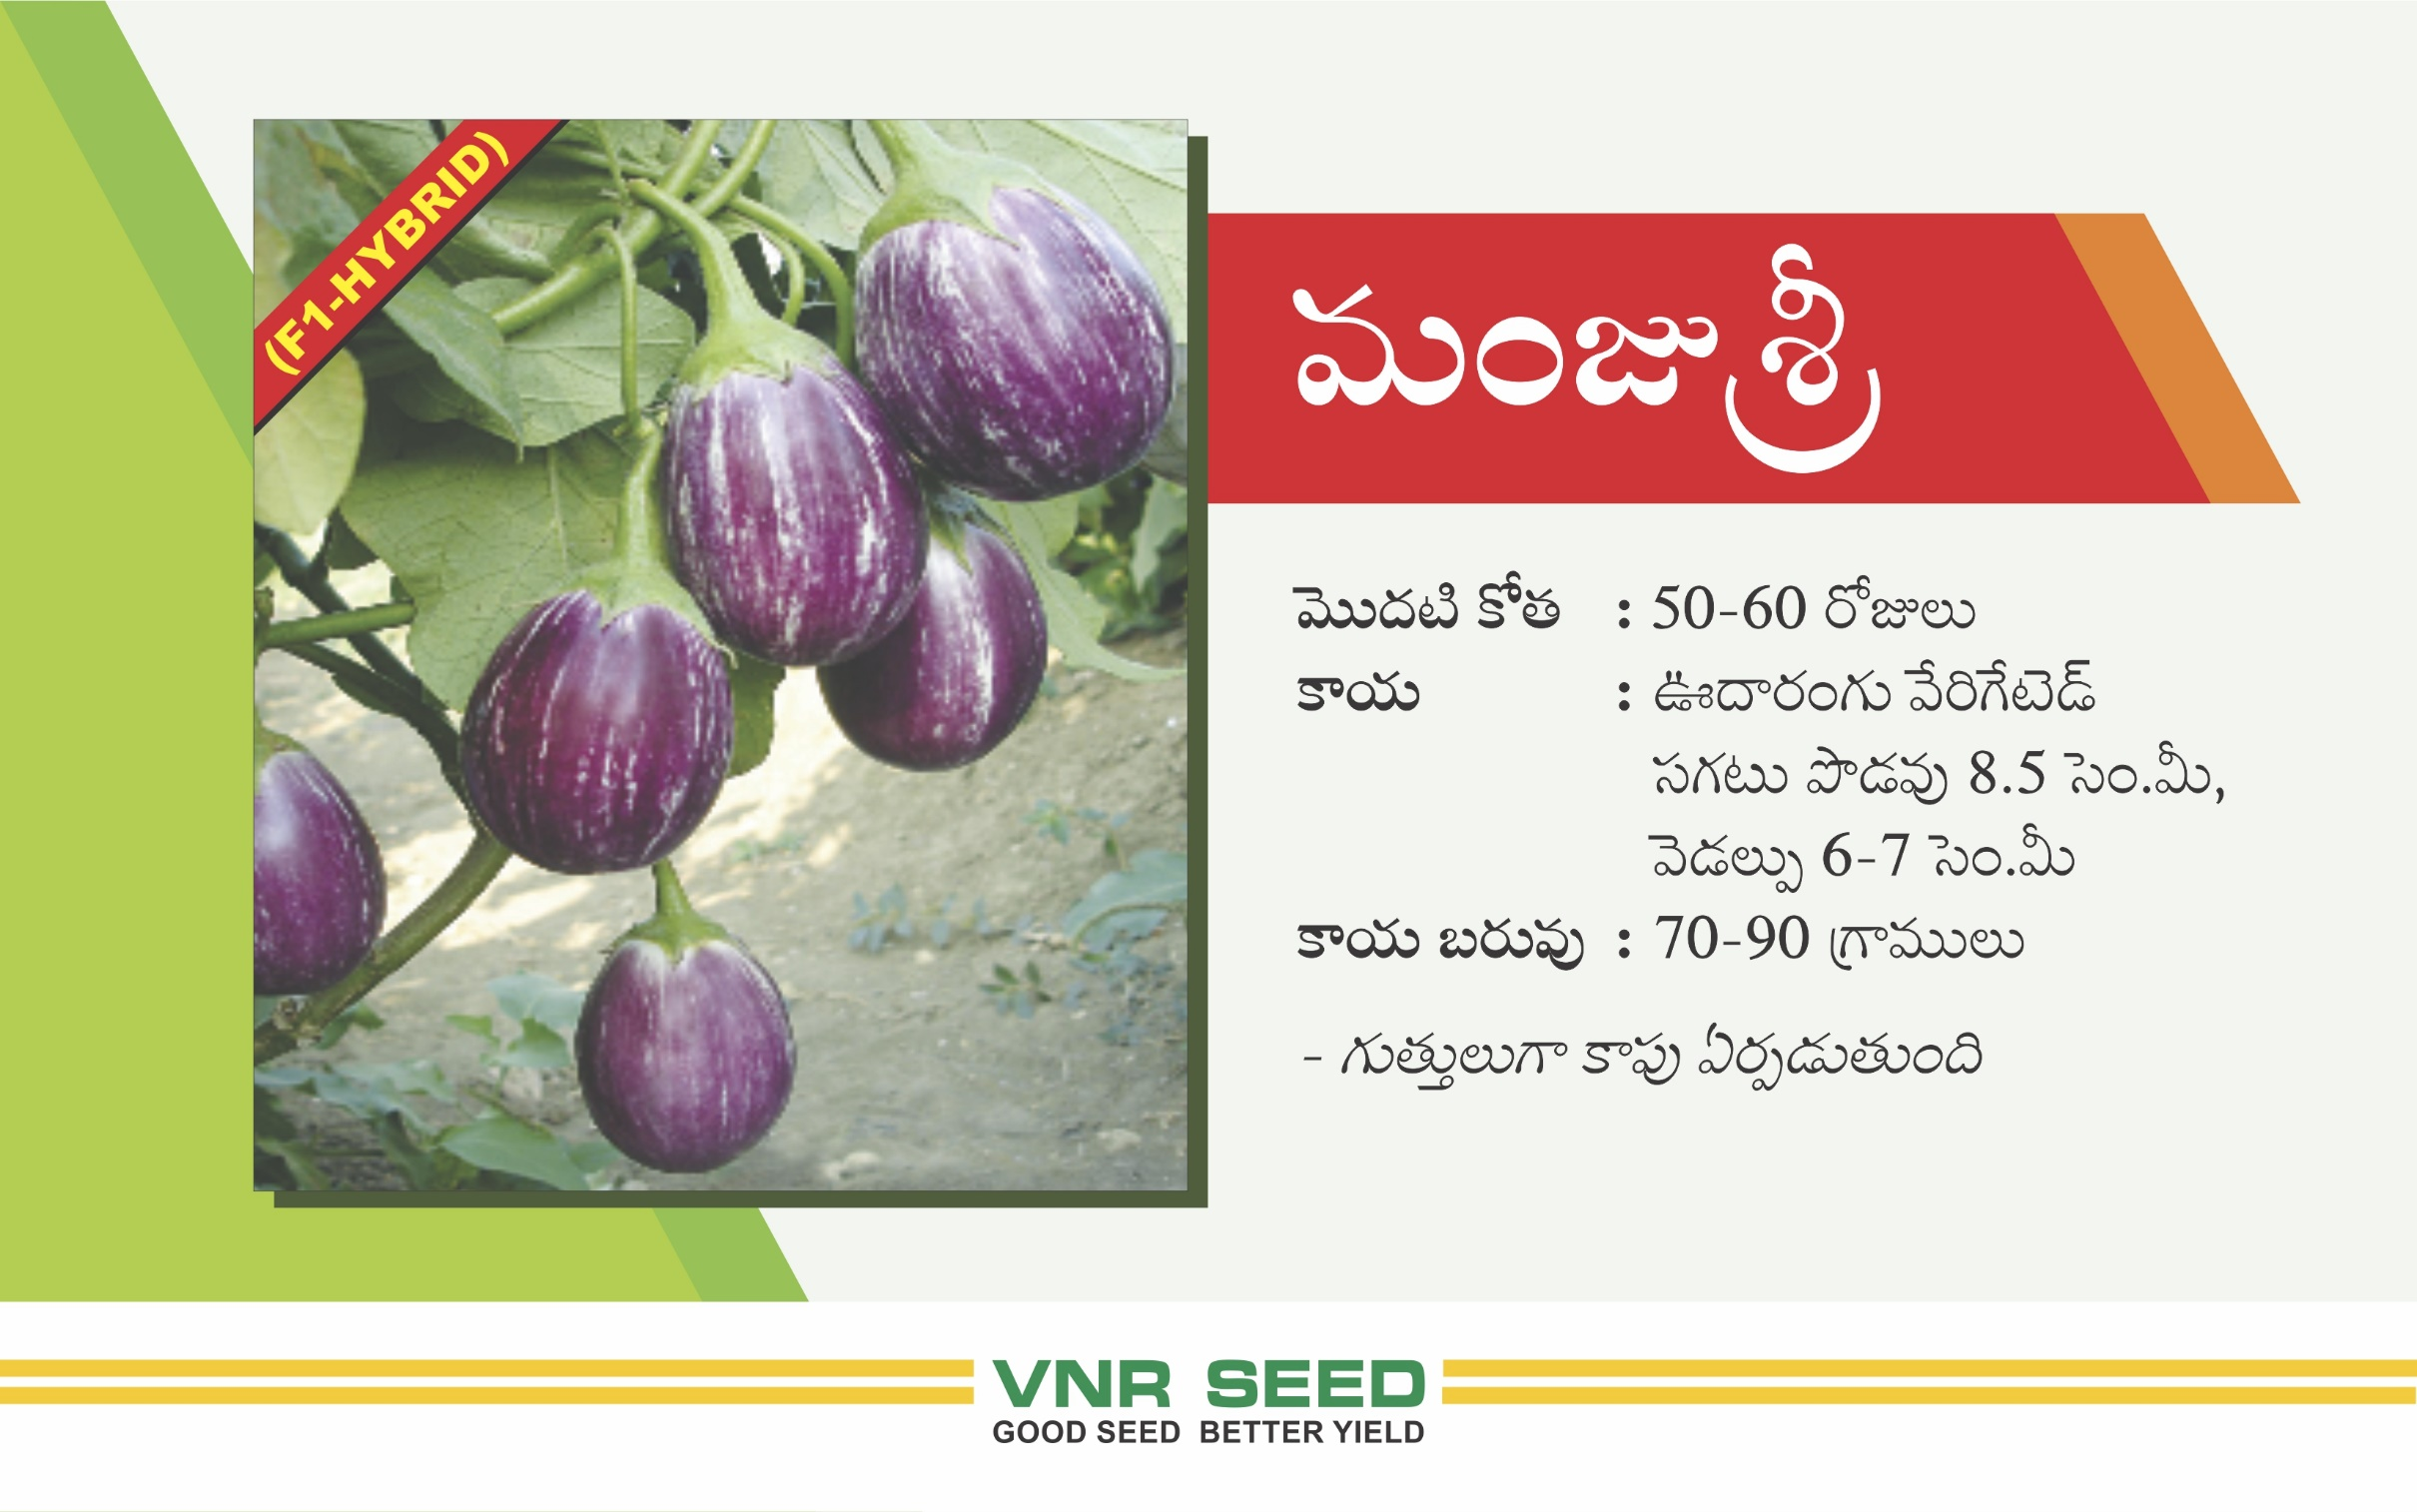 (F1-HYBRID)
మంజుశ్రీ
మొదటి కోత : 50-60 రోజులు
కాయ : ఊదారంగు వేరిగేటెడ్
సగటు పొడవు 8.5 సెం.మీ,
వెడల్పు 6-7 సెం.మీ
కాయ బరువు : 70-90 గ్రాములు
- గుత్తులుగా కాపు ఏర్పడుతుంది
VNR SEED
GOOD SEED BETTER YIELD